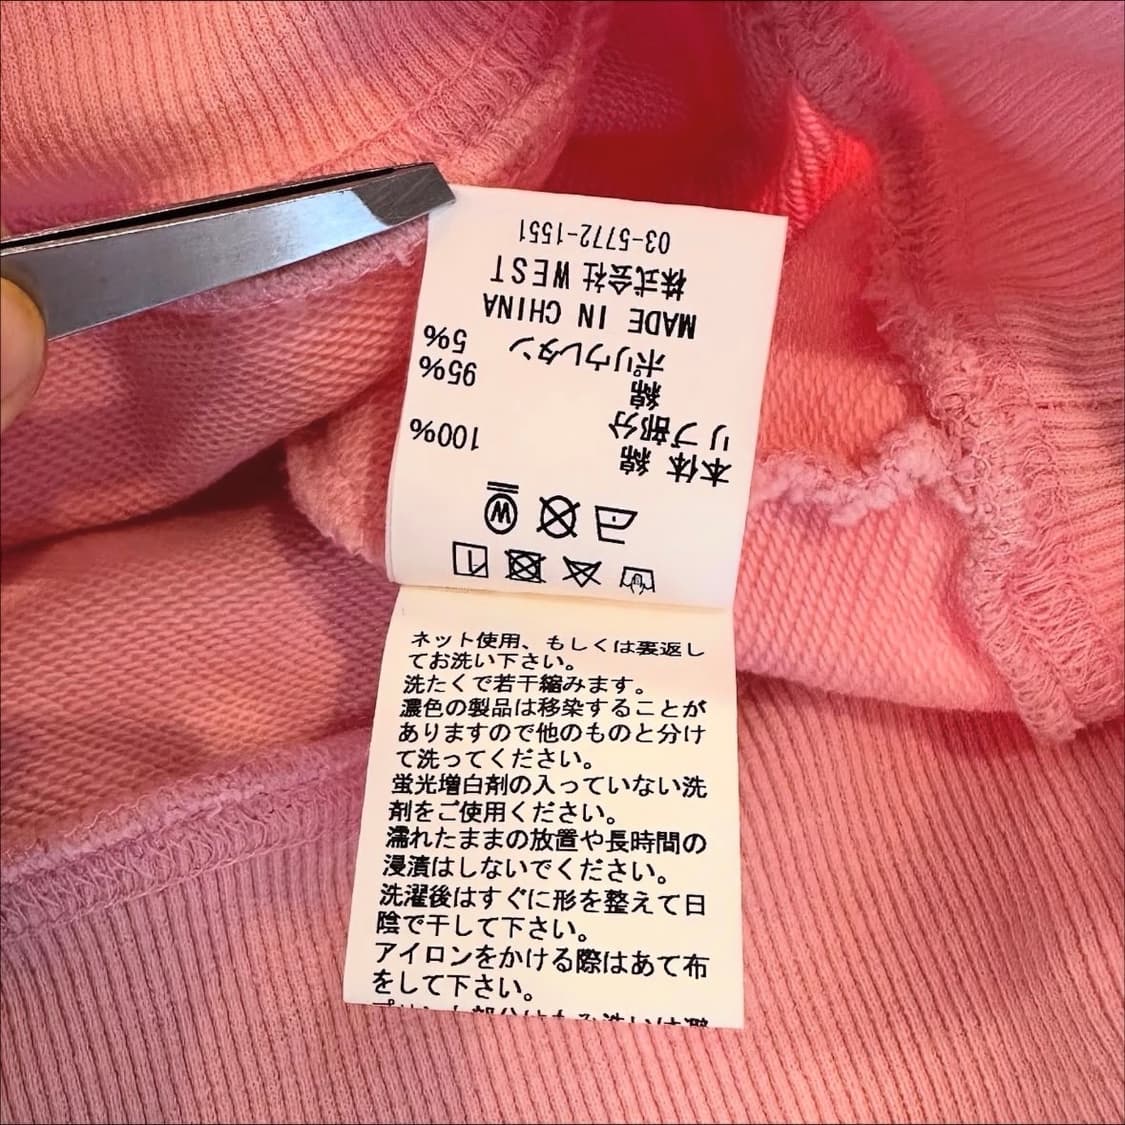 本体 綿 100%
リブ部分
綿 95%
ポリウレタン 5%
MADE IN CHINA
株式会社 WEST
03-5772-1551
ネット使用、もしくは裏返し
てお洗い下さい。
洗たくで若干縮みます。
濃色の製品は移染することが
ありますので他のものと分け
て洗ってください。
蛍光増白剤の入っていない洗
剤をご使用ください。
濡れたままの放置や長時間の
浸漬はしないでください。
洗濯後はすぐに形を整えて日
陰で干して下さい。
アイロンをかける際はあて布
をして下さい。